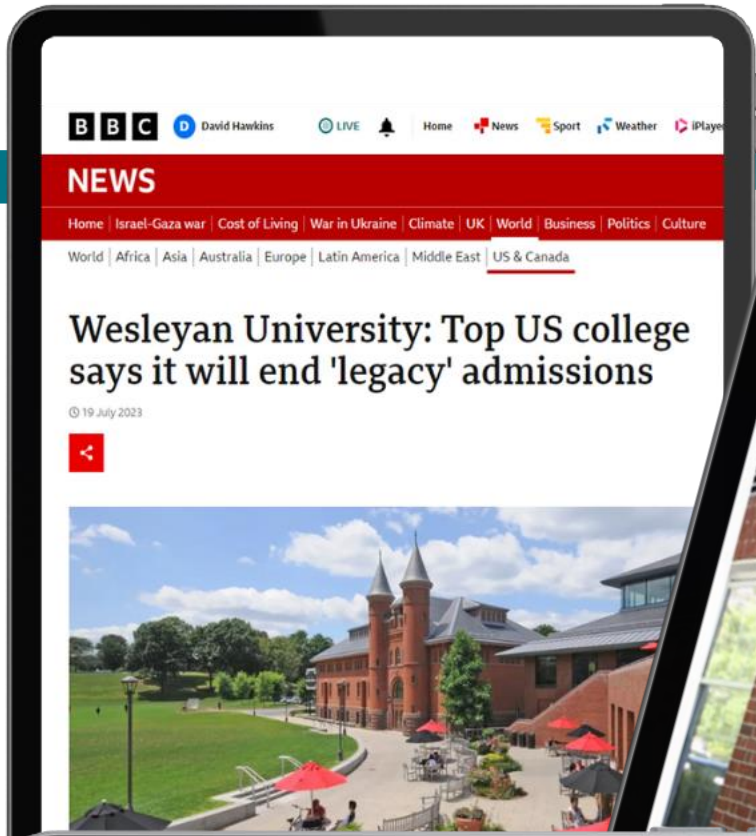 BBC D David Hawkins LIVE Home News Sport Weather iPlaye
NEWS
Home Israel-Gaza war Cost of Living War in Ukraine Climate UK World Business Politics Culture
World Africa Asia Australia Europe Latin America Middle East US & Canada
Wesleyan University: Top US college
says it will end 'legacy' admissions
19 July 2023